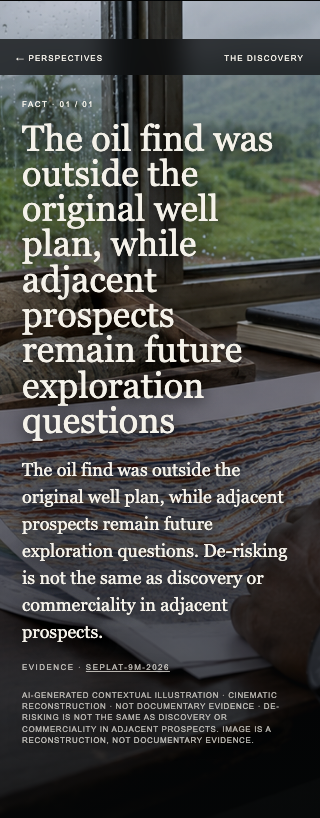 ← PERSPECTIVES
THE DISCOVERY
FACT · 01 / 01
The oil find was
outside the
original well
plan, while
adjacent
prospects
remain future
exploration
questions
The oil find was outside the
original well plan, while adjacent
prospects remain future
exploration questions. De-risking
is not the same as discovery or
commerciality in adjacent
prospects.
EVIDENCE · SEPLAT-9M-2026
AI-GENERATED CONTEXTUAL ILLUSTRATION · CINEMATIC
RECONSTRUCTION · NOT DOCUMENTARY EVIDENCE · DE-
RISKING IS NOT THE SAME AS DISCOVERY OR
COMMERCIALITY IN ADJACENT PROSPECTS. IMAGE IS A
RECONSTRUCTION, NOT DOCUMENTARY EVIDENCE.